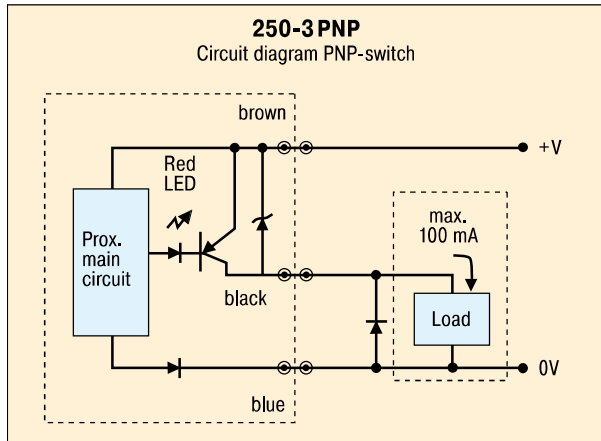 250-3 PNP
Circuit diagram PNP-switch
brown
+V
Red
LED
max.
100 mA
Prox.
main
circuit
black
Load
0V
blue